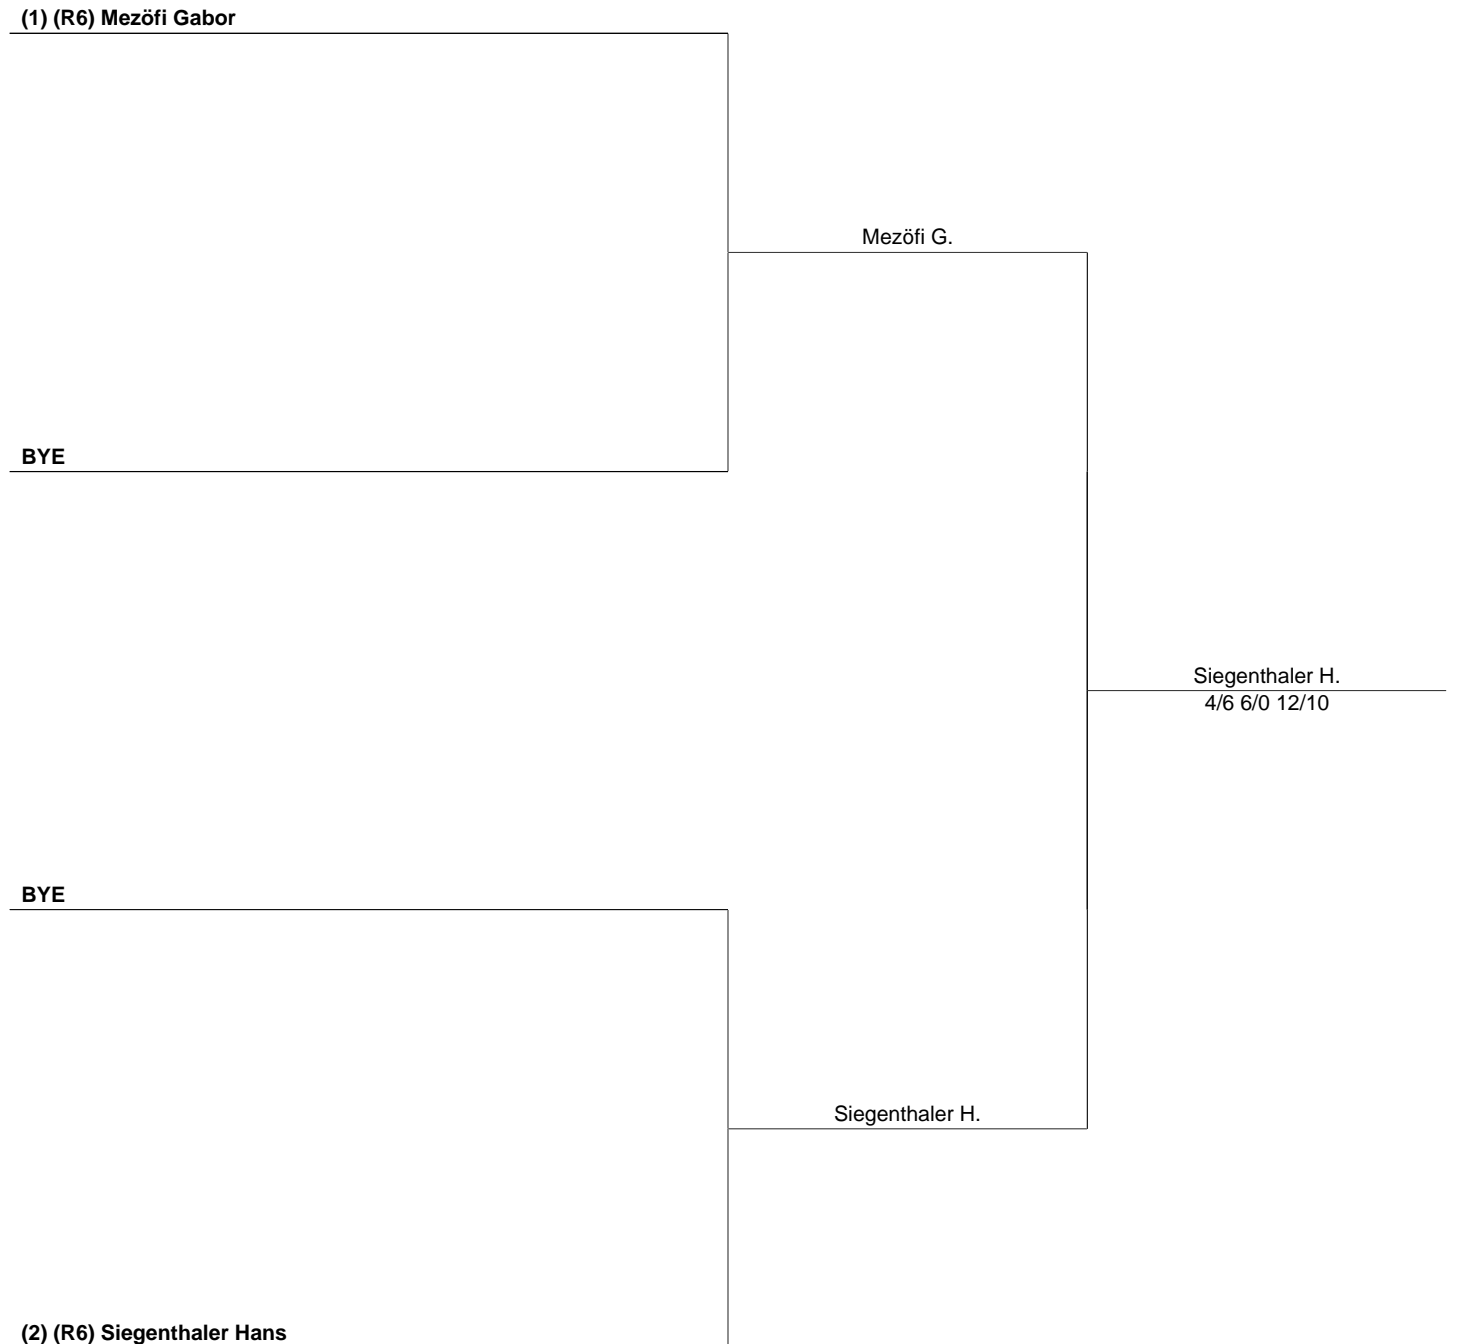 (1) (R6) Mezöfi Gabor
Mezöfi G.
BYE
Siegenthaler H.
4/6 6/0 12/10
BYE
Siegenthaler H.
(2) (R6) Siegenthaler Hans